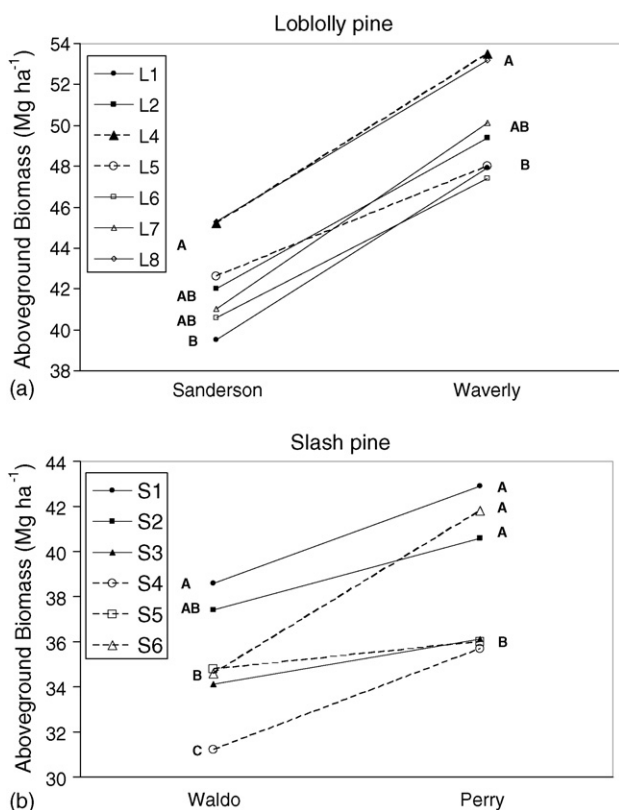 Loblolly pine
Aboveground Biomass (Mg ha-1)
54
53
50
48
46
44
42
40
38
L1
L2
L4
L5
L6
L7
L8
A
AB
AB
B
A
AB
B
Sanderson
Waverly
(a)
Slash pine
Aboveground Biomass (Mg ha-1)
44
42
40
38
36
34
31
30
S1
S2
S3
S4
S5
S6
A
AB
B
C
A
A
A
B
Waldo
Perry
(b)